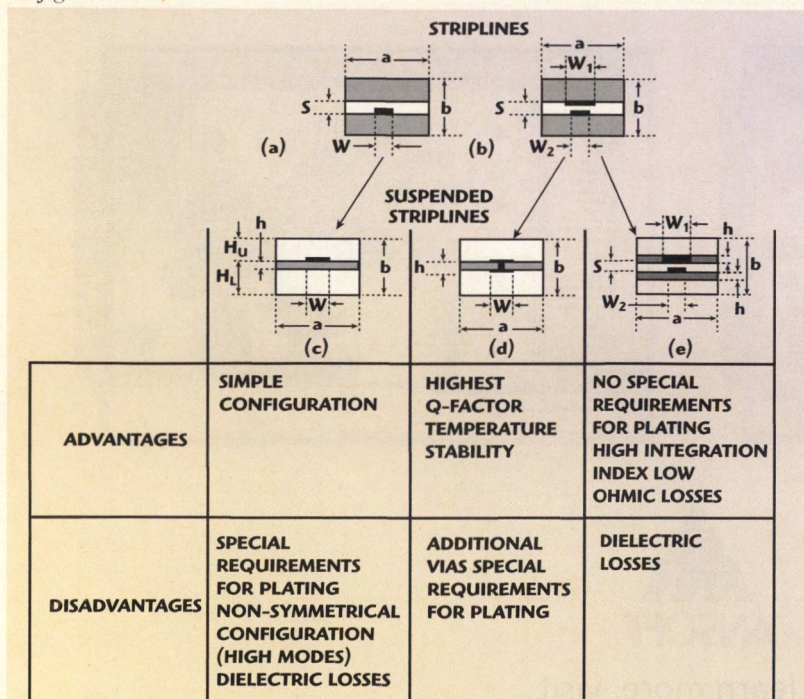 STRIPLINES
a
S
b
W
(a)
a
W1
S
b
W2
(b)
SUSPENDED
STRIPLINES
h
HU
HL
b
W
a
(c)
h
b
W
a
(d)
W1
h
S
b
W2
a
h
(e)
ADVANTAGES
SIMPLE
CONFIGURATION
HIGHEST
Q-FACTOR
TEMPERATURE
STABILITY
NO SPECIAL
REQUIREMENTS
FOR PLATING
HIGH INTEGRATION
INDEX LOW
OHMIC LOSSES
DISADVANTAGES
SPECIAL
REQUIREMENTS
FOR PLATING
NON-SYMMETRICAL
CONFIGURATION
(HIGH MODES)
DIELECTRIC LOSSES
ADDITIONAL
VIAS SPECIAL
REQUIREMENTS
FOR PLATING
DIELECTRIC
LOSSES